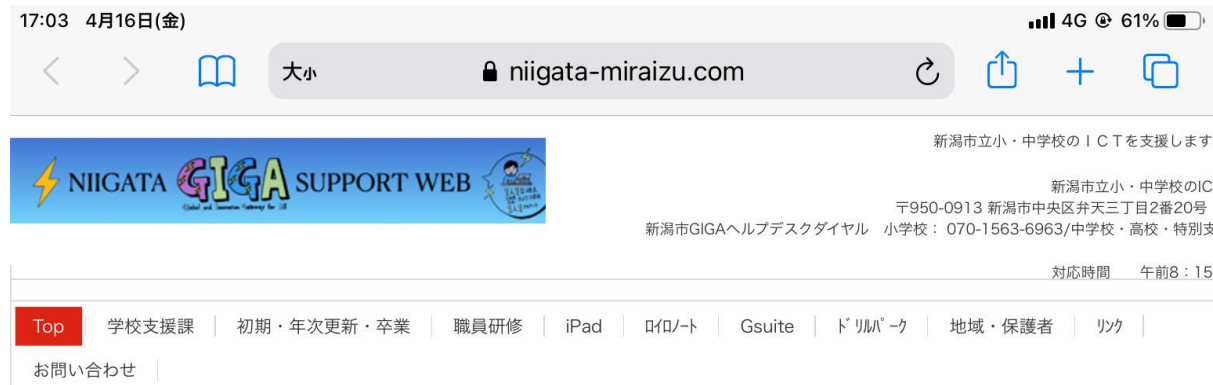 17:03 4月16日(金)
4G 61%
大小 niigata-miraizu.com
新潟市立小・中学校のＩＣＴを支援します
NIIGATA GIGA SUPPORT WEB
Global and Innovation Gateway for All
新潟市立小・中学校のIC
〒950-0913 新潟市中央区弁天三丁目2番20号
新潟市GIGAヘルプデスクダイヤル 小学校： 070-1563-6963/中学校・高校・特別支
対応時間 午前8：15
Top 学校支援課 初期・年次更新・卒業 職員研修 iPad ﾛｲﾛﾉｰﾄ Gsuite ﾄﾞﾘﾙﾊﾟｰｸ 地域・保護者 ﾘﾝｸ
お問い合わせ